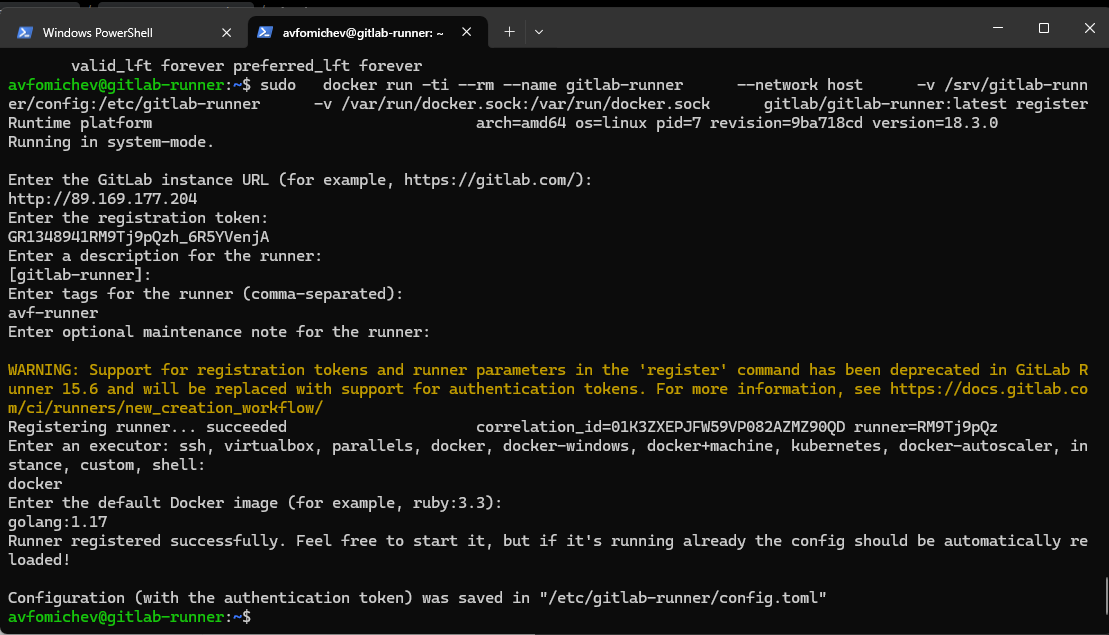 Windows PowerShell
avfomichev@gitlab-runner: ~
valid_lft forever preferred_lft forever
avfomichev@gitlab-runner:~$ sudo   docker run -ti --rm --name gitlab-runner      --network host      -v /srv/gitlab-runn
er/config:/etc/gitlab-runner      -v /var/run/docker.sock:/var/run/docker.sock      gitlab/gitlab-runner:latest register
Runtime platform                                    arch=amd64 os=linux pid=7 revision=9ba718cd version=18.3.0
Running in system-mode.
Enter the GitLab instance URL (for example, https://gitlab.com/):
http://89.169.177.204
Enter the registration token:
GR1348941RM9Tj9pQzh_6R5YVenjA
Enter a description for the runner:
[gitlab-runner]:
Enter tags for the runner (comma-separated):
avf-runner
Enter optional maintenance note for the runner:
WARNING: Support for registration tokens and runner parameters in the 'register' command has been deprecated in GitLab R
unner 15.6 and will be replaced with support for authentication tokens. For more information, see https://docs.gitlab.co
m/ci/runners/new_creation_workflow/
Registering runner... succeeded                     correlation_id=01K3ZXEPJFW59VP082AZMZ90QD runner=RM9Tj9pQz
Enter an executor: ssh, virtualbox, parallels, docker, docker-windows, docker+machine, kubernetes, docker-autoscaler, in
stance, custom, shell:
docker
Enter the default Docker image (for example, ruby:3.3):
golang:1.17
Runner registered successfully. Feel free to start it, but if it's running already the config should be automatically re
loaded!
Configuration (with the authentication token) was saved in "/etc/gitlab-runner/config.toml"
avfomichev@gitlab-runner:~$